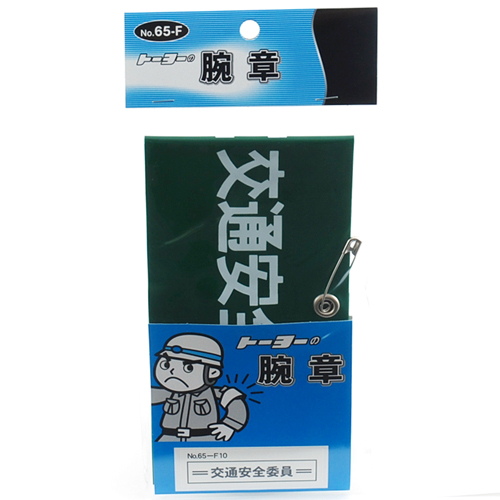 No.65-F
トーヨーの 腕章
交通安全
トーヨーの
腕章
No.65－F10
交通安全委員